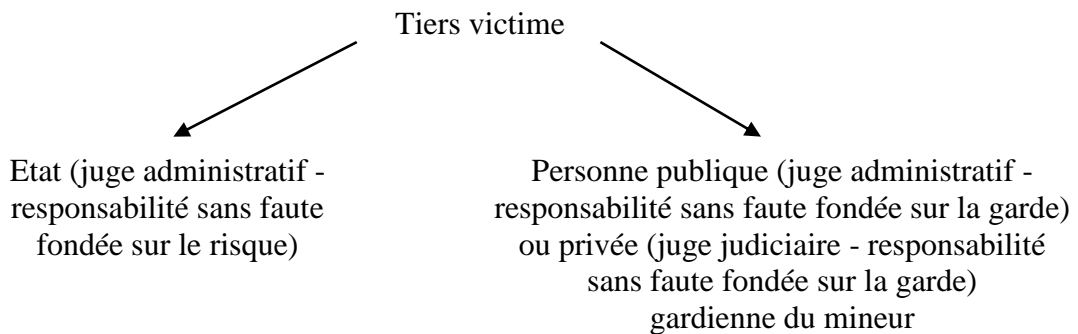 Tiers victime
Etat (juge administratif -
responsabilité sans faute
fondée sur le risque)
Personne publique (juge administratif -
responsabilité sans faute fondée sur la garde)
ou privée (juge judiciaire - responsabilité
sans faute fondée sur la garde)
gardienne du mineur